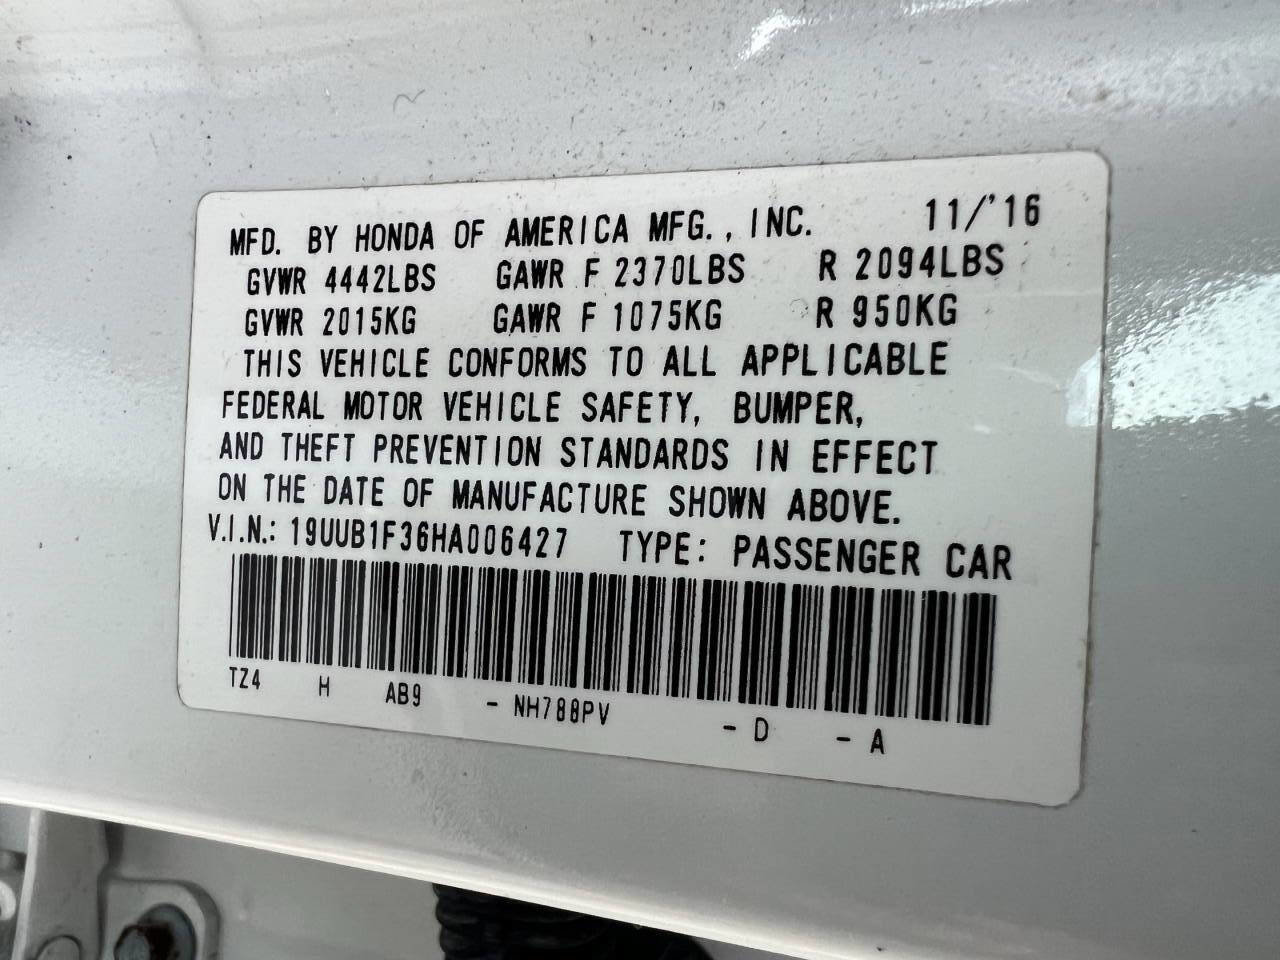 MFD. BY HONDA OF AMERICA MFG., INC. 11/'16
GVWR 4442LBS GAWR F 2370LBS R 2094LBS
GVWR 2015KG GAWR F 1075KG R 950KG
THIS VEHICLE CONFORMS TO ALL APPLICABLE
FEDERAL MOTOR VEHICLE SAFETY, BUMPER,
AND THEFT PREVENTION STANDARDS IN EFFECT
ON THE DATE OF MANUFACTURE SHOWN ABOVE.
V.I.N.: 19UUB1F36HA006427 TYPE: PASSENGER CAR
TZ4 H AB9 - NH788PV - D - A